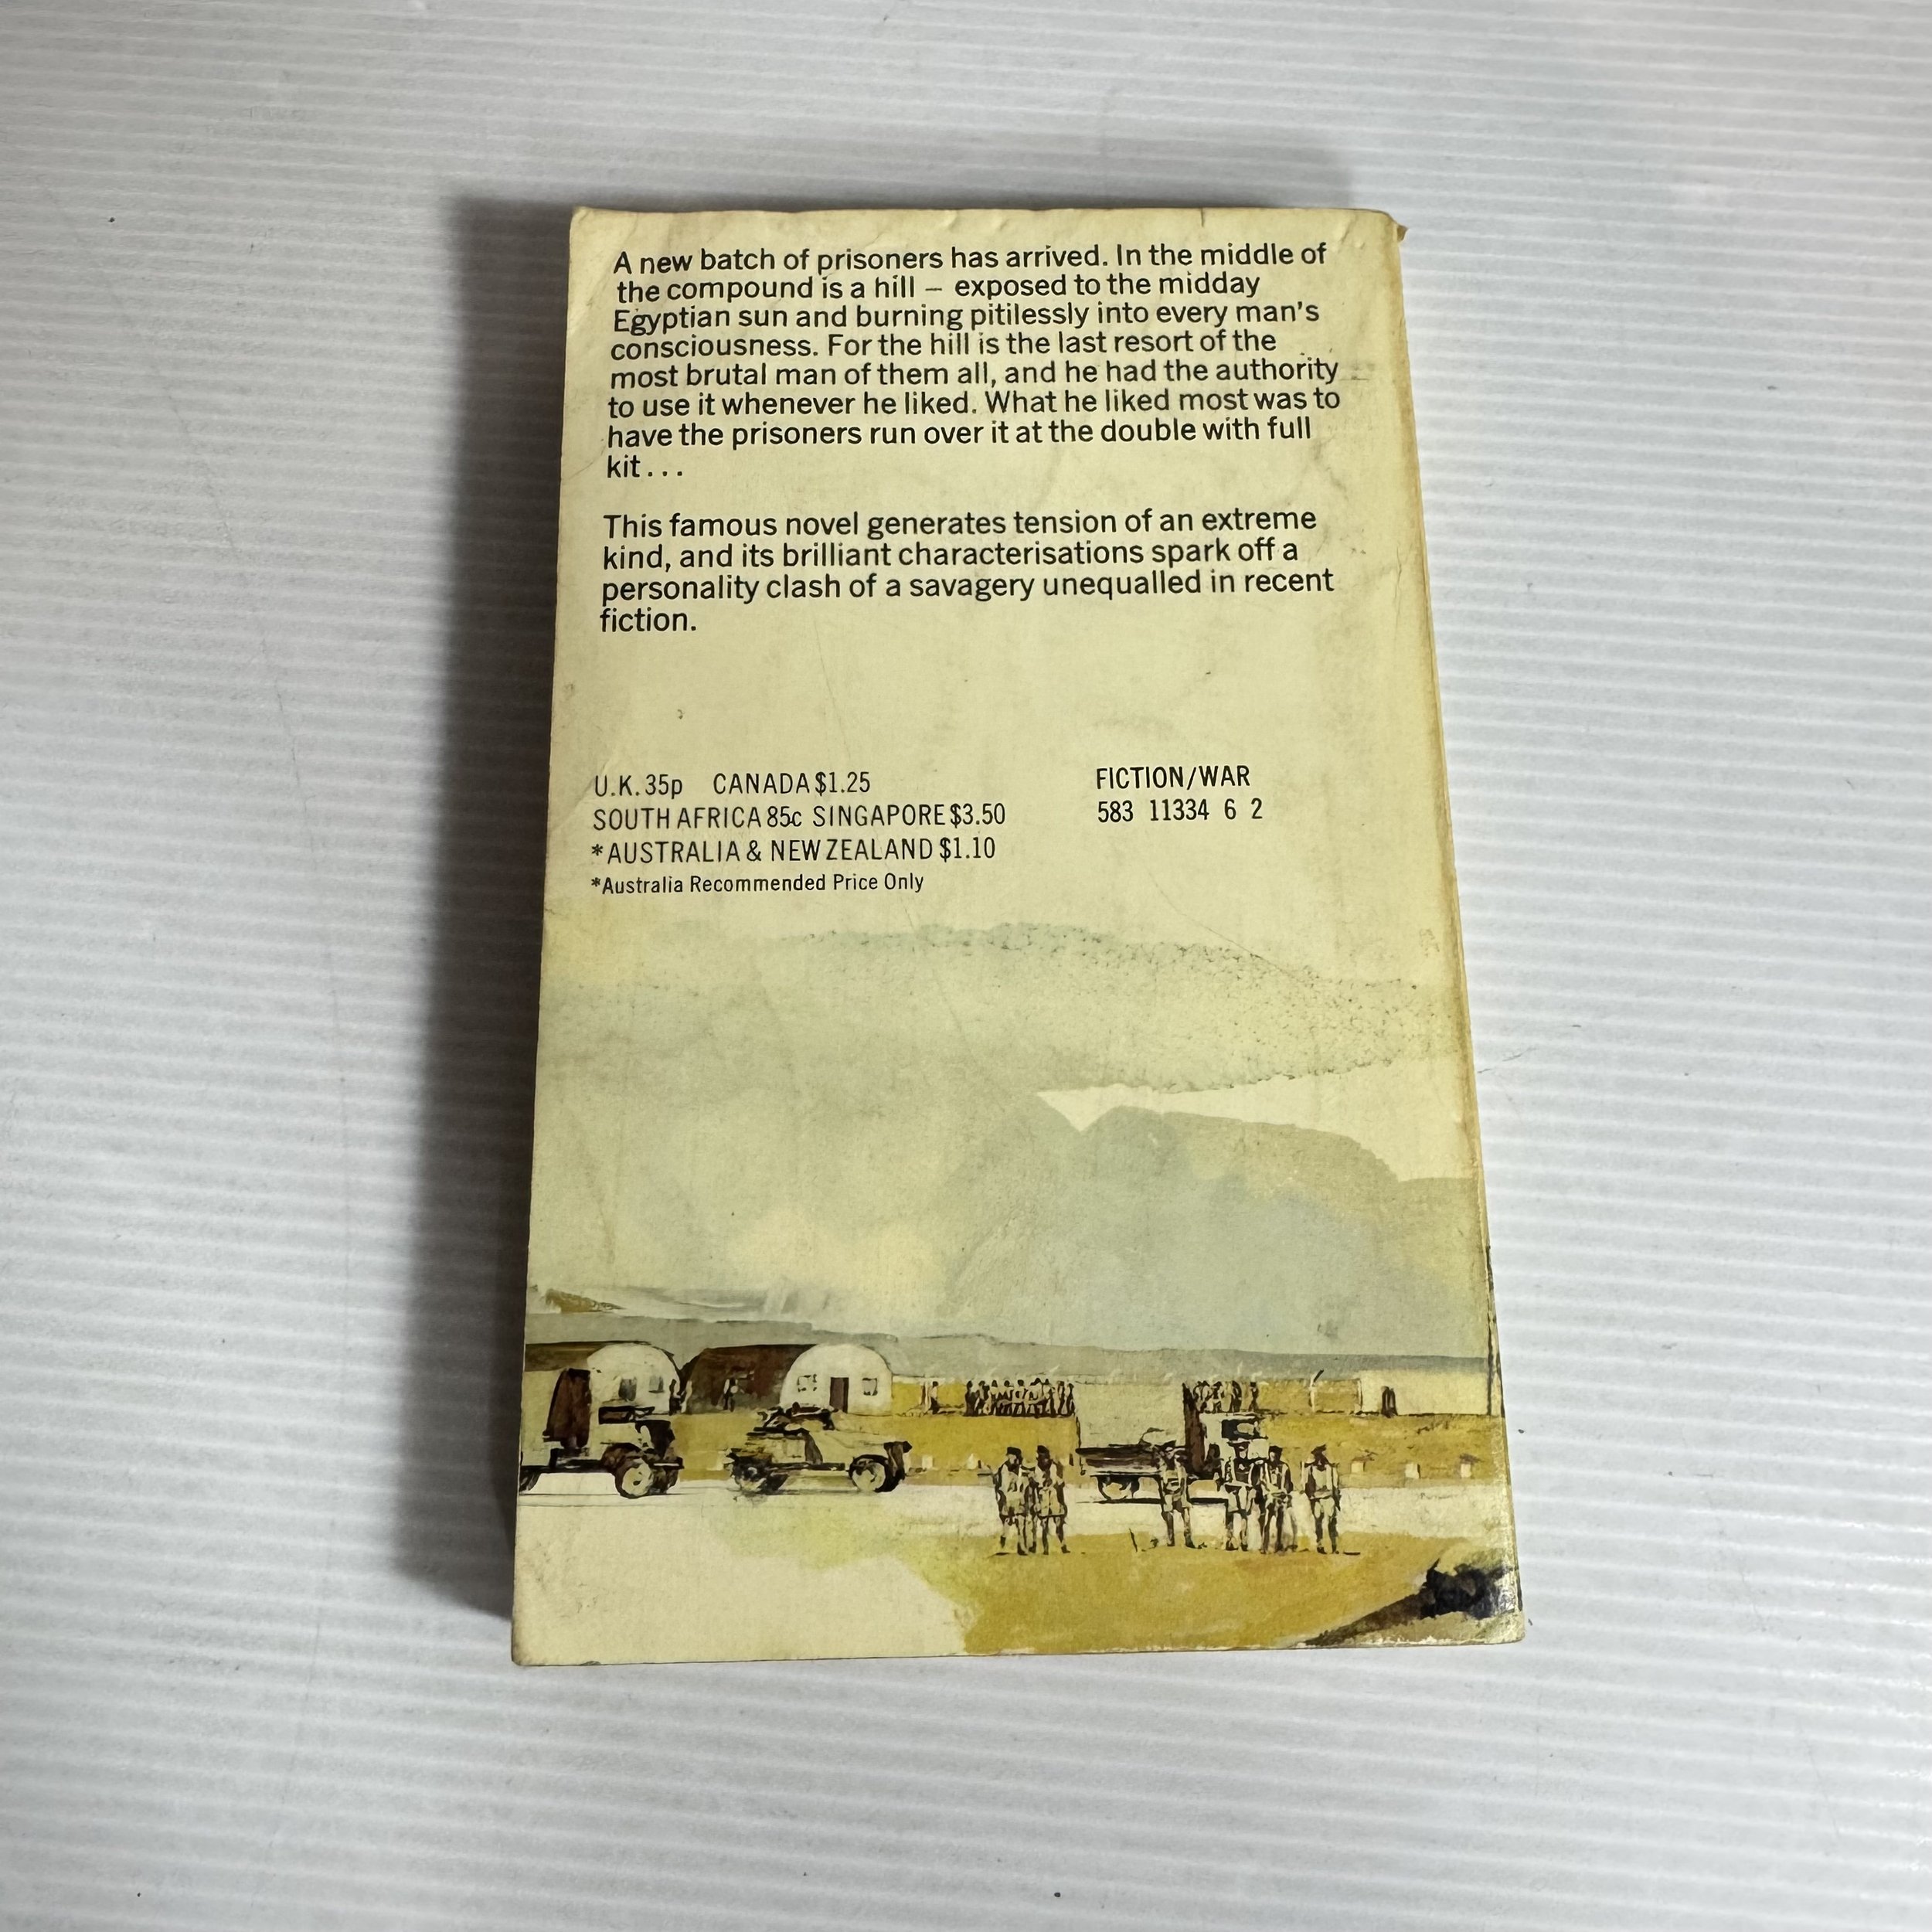 A new batch of prisoners has arrived. In the middle of
the compound is a hill – exposed to the midday
Egyptian sun and burning pitilessly into every man's
consciousness. For the hill is the last resort of the
most brutal man of them all, and he had the authority
to use it whenever he liked. What he liked most was to
have the prisoners run over it at the double with full
kit...
This famous novel generates tension of an extreme
kind, and its brilliant characterisations spark off a
personality clash of a savagery unequalled in recent
fiction.
U.K. 35p CANADA $1.25
SOUTH AFRICA 85c SINGAPORE $3.50
*AUSTRALIA & NEW ZEALAND $1.10
*Australia Recommended Price Only
FICTION/WAR
583 11334 6 2